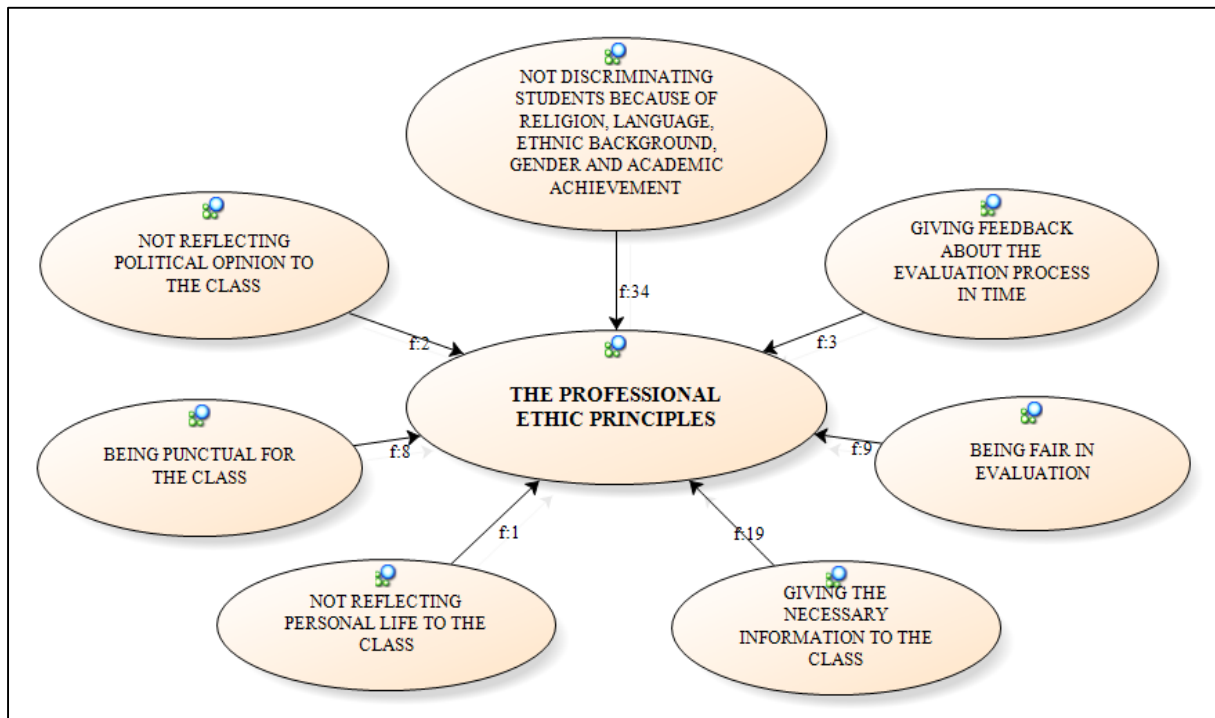 NOT DISCRIMINATING
STUDENTS BECAUSE OF
RELIGION, LANGUAGE,
ETHNIC BACKGROUND,
GENDER AND ACADEMIC
ACHIEVEMENT
NOT REFLECTING
POLITICAL OPINION TO
THE CLASS
GIVING FEEDBACK
ABOUT THE
EVALUATION PROCESS
IN TIME
f:34
f:2
f:3
THE PROFESSIONAL
ETHIC PRINCIPLES
BEING PUNCTUAL FOR
THE CLASS
f:8
f:9
BEING FAIR IN
EVALUATION
f:1
f:19
NOT REFLECTING
PERSONAL LIFE TO THE
CLASS
GIVING THE
NECESSARY
INFORMATION TO THE
CLASS